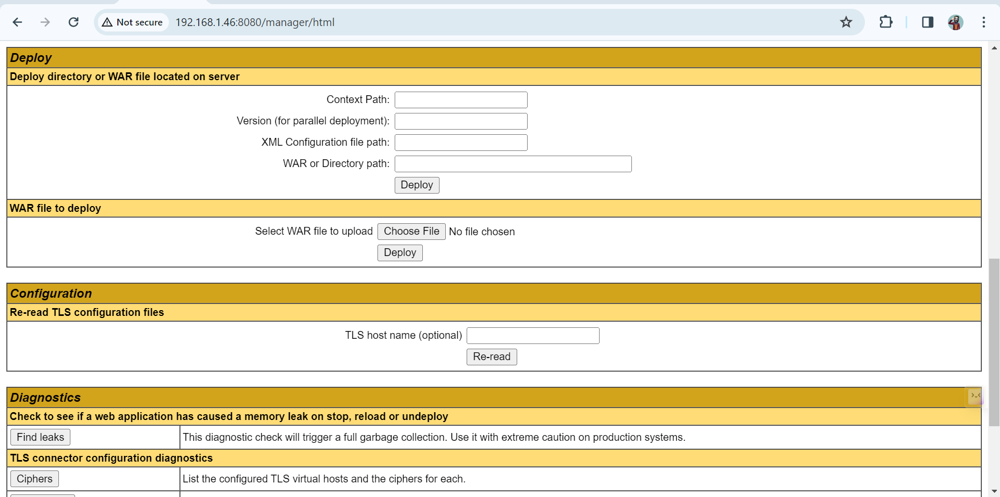 Not secure 192.168.1.46:8080/manager/html
Deploy
Deploy directory or WAR file located on server
Context Path:
Version (for parallel deployment):
XML Configuration file path:
WAR or Directory path:
Deploy
WAR file to deploy
Select WAR file to upload Choose File No file chosen
Deploy
Configuration
Re-read TLS configuration files
TLS host name (optional)
Re-read
Diagnostics
Check to see if a web application has caused a memory leak on stop, reload or undeploy
Find leaks This diagnostic check will trigger a full garbage collection. Use it with extreme caution on production systems.
TLS connector configuration diagnostics
Ciphers List the configured TLS virtual hosts and the ciphers for each.